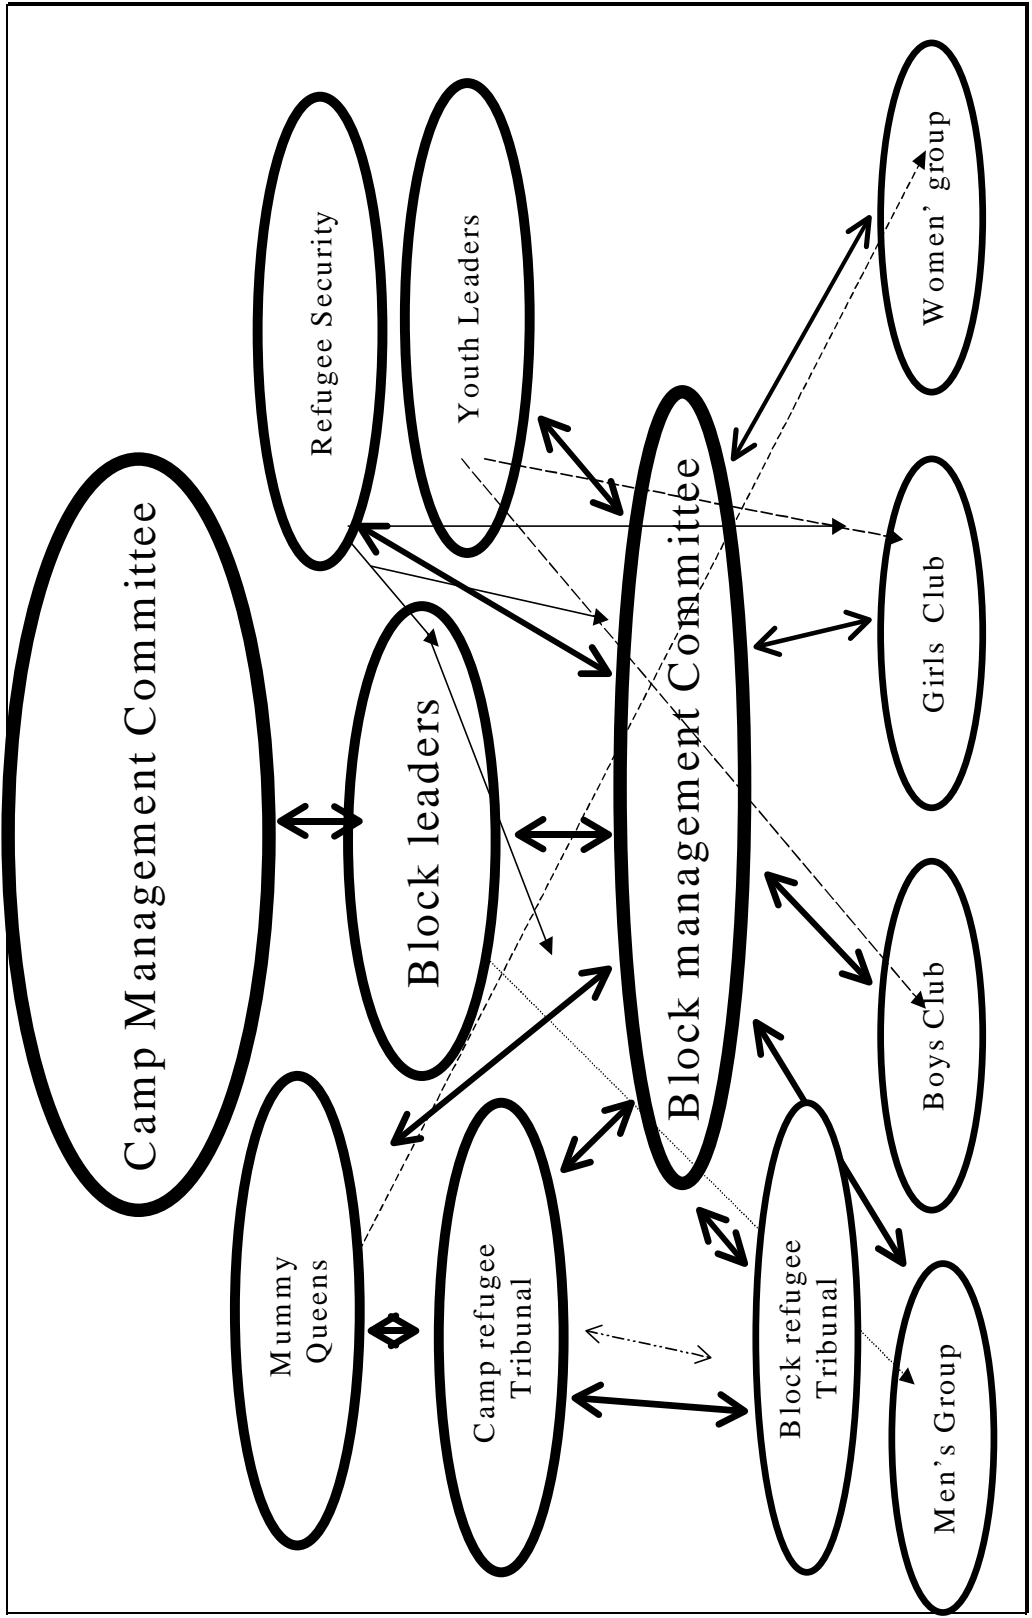 Camp Management Committee
Mummy
Queens
Refugee Security
Block leaders
Youth Leaders
Camp refugee
Tribunal
Block management Committee
Block refugee
Tribunal
Men’s Group
Boys Club
Girls Club
Women’ group